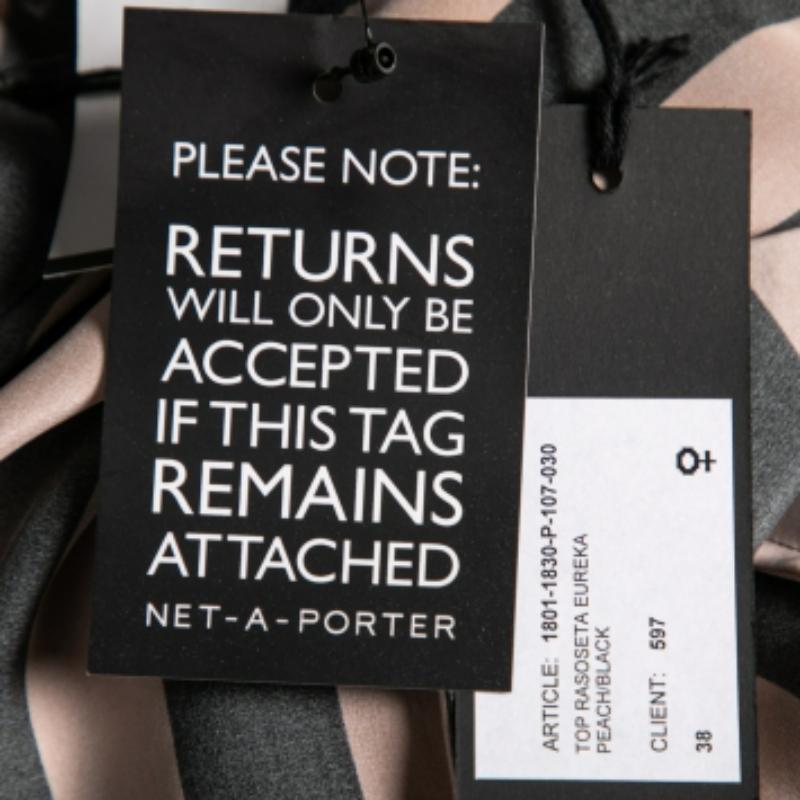 PLEASE NOTE:
RETURNS
WILL ONLY BE
ACCEPTED
IF THIS TAG
REMAINS
ATTACHED
NET-A-PORTER
ARTICLE: 1801-1830-P-107-030
TOP RASOSETA EUREKA
PEACH/BLACK
CLIENT: 597
38